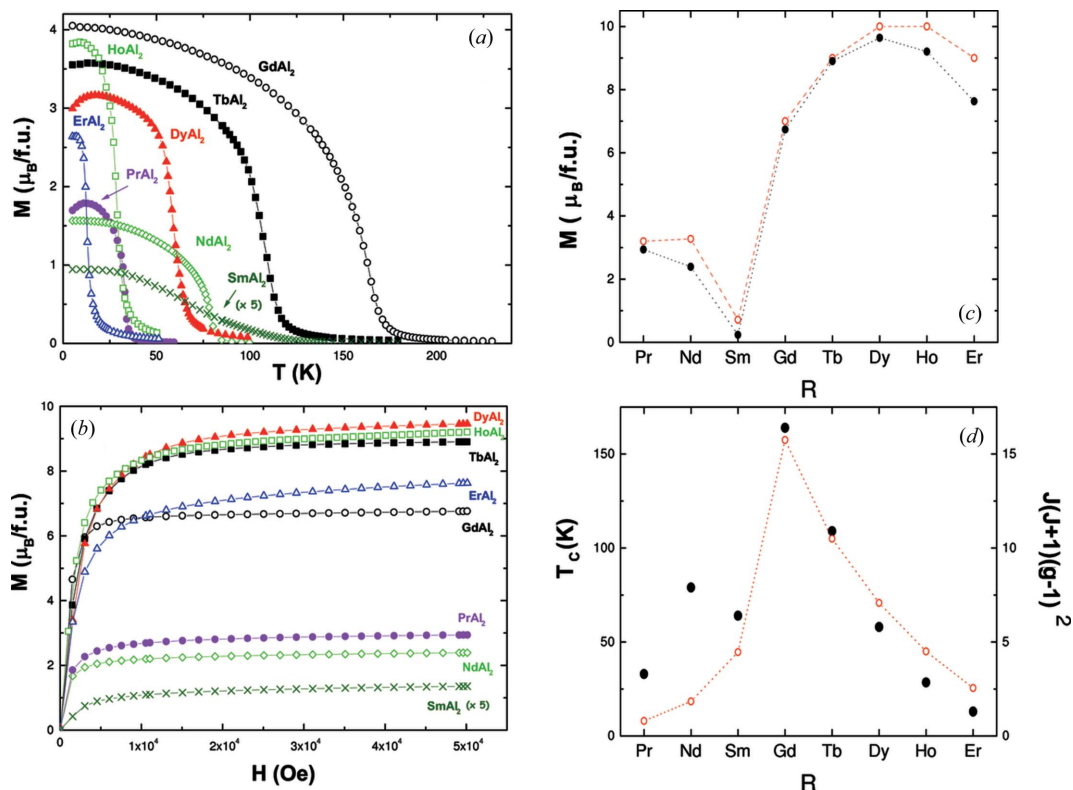 (a)
M (μB/f.u.)
4
3
2
1
0
HoAl2
GdAl2
TbAl2
ErAl2
DyAl2
PrAl2
NdAl2
SmAl2
(x 5)
0 50 100 150 200
T (K)
(b)
M (μB/f.u.)
10
8
6
4
2
0
DyAl2
HoAl2
TbAl2
ErAl2
GdAl2
PrAl2
NdAl2
SmAl2 (x 5)
0 1x10^4 2x10^4 3x10^4 4x10^4 5x10^4
H (Oe)
M ( μB/f.u.)
10
8
6
4
2
0
(c)
Pr Nd Sm Gd Tb Dy Ho Er
R
(d)
TC(K)
150
100
50
0
15
10
5
0
J(J+1)(g-1)^2
Pr Nd Sm Gd Tb Dy Ho Er
R